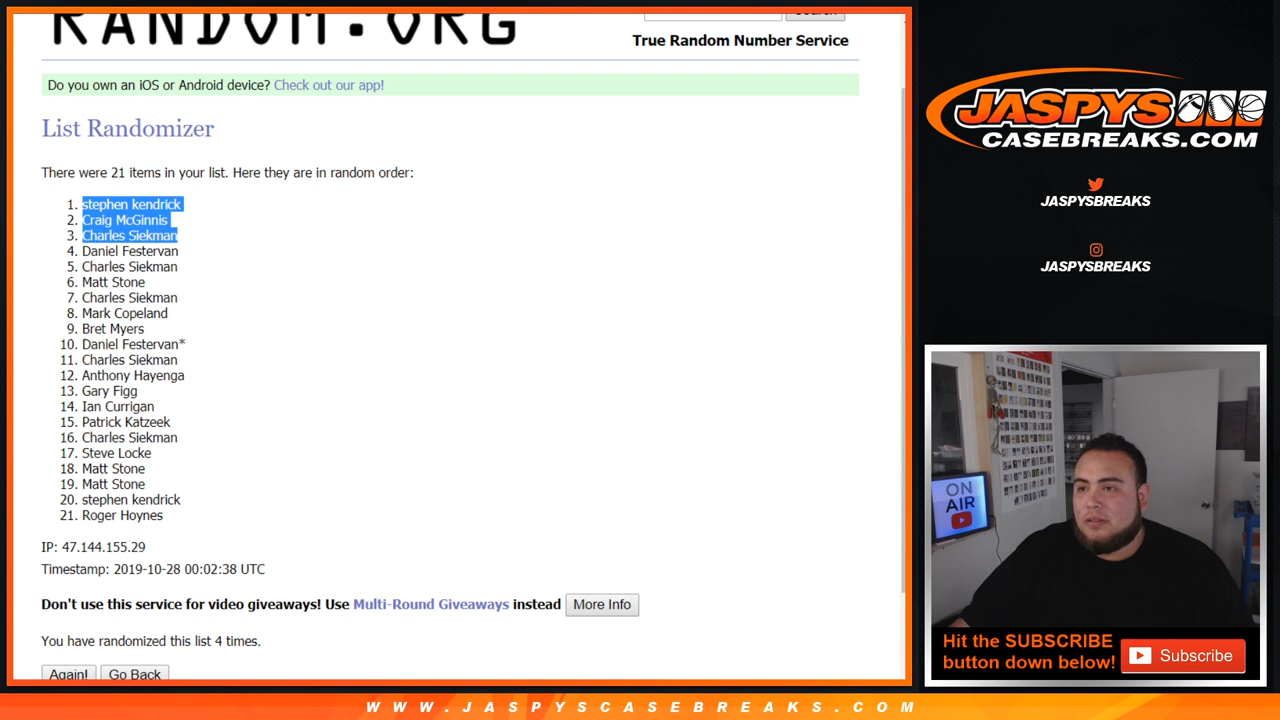 RANDOM.ORG
Search
True Random Number Service
Do you own an iOS or Android device? Check out our app!
List Randomizer
There were 21 items in your list. Here they are in random order:
1. stephen kendrick
2. Craig McGinnis
3. Charles Siekman
4. Daniel Festervan
5. Charles Siekman
6. Matt Stone
7. Charles Siekman
8. Mark Copeland
9. Bret Myers
10. Daniel Festervan*
11. Charles Siekman
12. Anthony Hayenga
13. Gary Figg
14. Ian Currigan
15. Patrick Katzeek
16. Charles Siekman
17. Steve Locke
18. Matt Stone
19. Matt Stone
20. stephen kendrick
21. Roger Hoynes
IP: 47.144.155.29
Timestamp: 2019-10-28 00:02:38 UTC
Don't use this service for video giveaways! Use Multi-Round Giveaways instead More Info
You have randomized this list 4 times.
Again! Go Back
JASPYS
CASEBREAKS.COM
JASPYSBREAKS
JASPYSBREAKS
ON
AIR
Hit the SUBSCRIBE
button down below!
Subscribe
WWW.JASPYSCASEBREAKS.COM